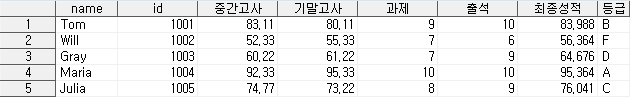 name id 중간고사 기말고사 과제 출석 최종성적 등급
1 Tom 1001 83,11 80,11 9 10 83,988 B
2 Will 1002 52,33 55,33 7 6 56,364 F
3 Gray 1003 60,22 61,22 7 9 64,676 D
4 Maria 1004 92,33 95,33 10 10 95,364 A
5 Julia 1005 74,77 73,22 8 9 76,041 C